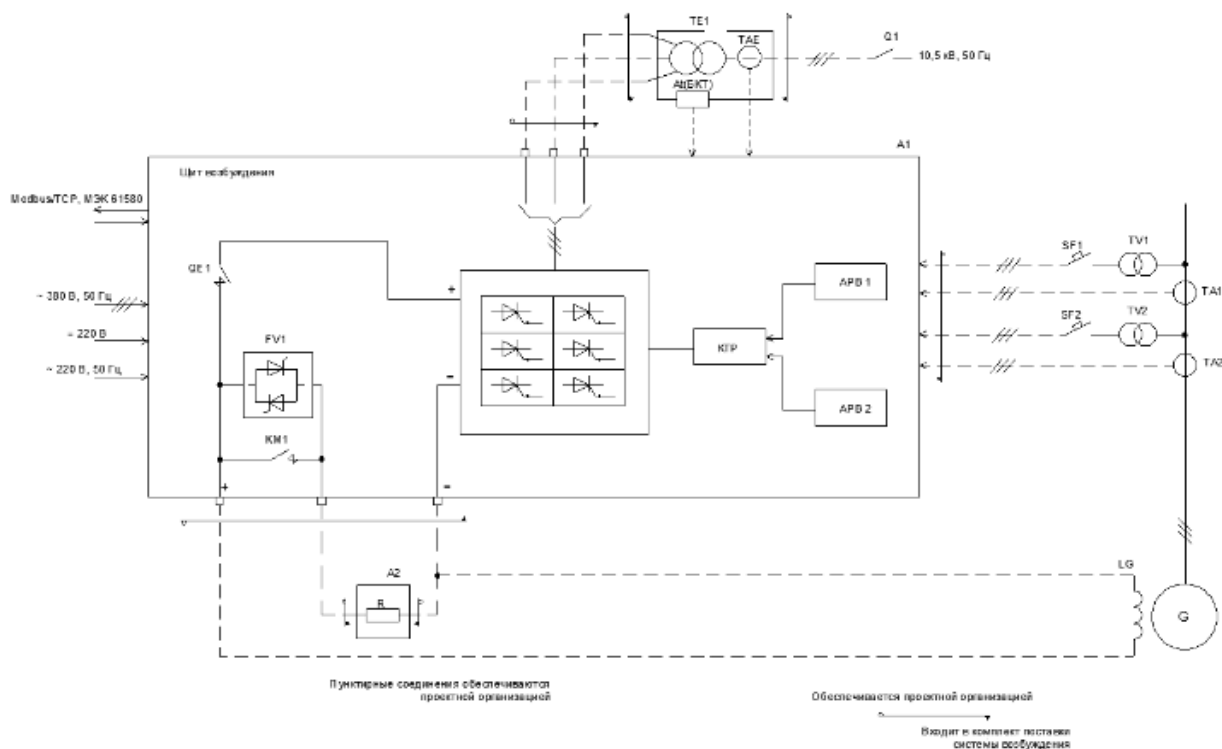 TE1
TAE
Q1
10,5 кВ, 50 Гц
At(БКТ)
A1
Щит возбуждения
Modbus/TCP, МЭК 61580
QE1
~ 380 В, 50 Гц
= 220 В
~ 220 В, 50 Гц
FV1
KM1
+
-
+
=
АРВ 1
КТР
АРВ 2
SF1
TV1
TA1
SF2
TV2
TA2
A2
R
LG
G
Пунктирные соединения обеспечиваются
проектной организацией
Обеспечивается проектной организацией
Входит в комплект поставки
системы возбуждения